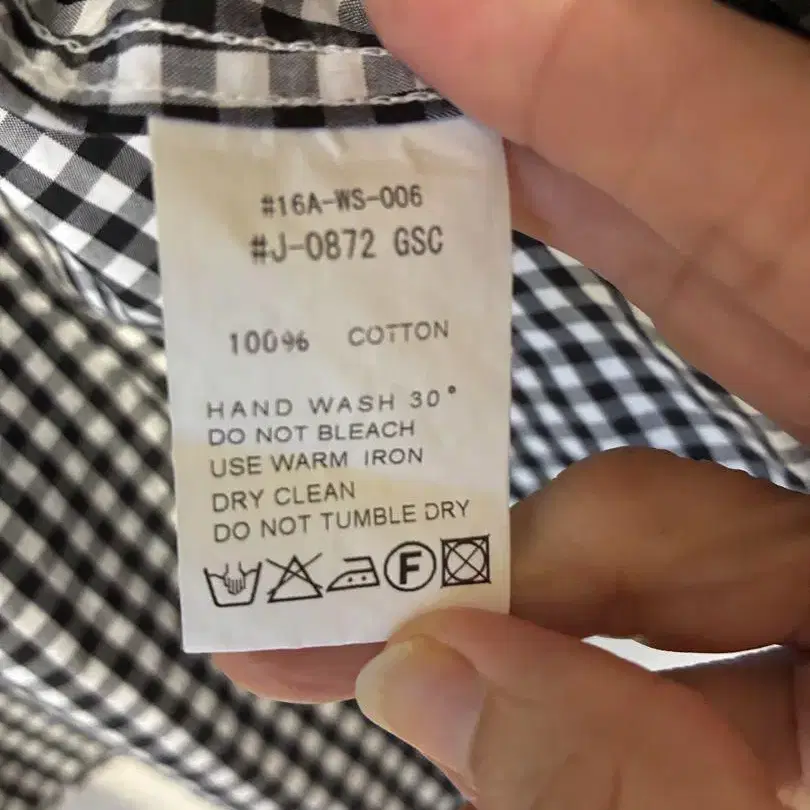 #16A-WS-006
#J-0872 GSC
100% COTTON
HAND WASH 30°
DO NOT BLEACH
USE WARM IRON
DRY CLEAN
DO NOT TUMBLE DRY
F